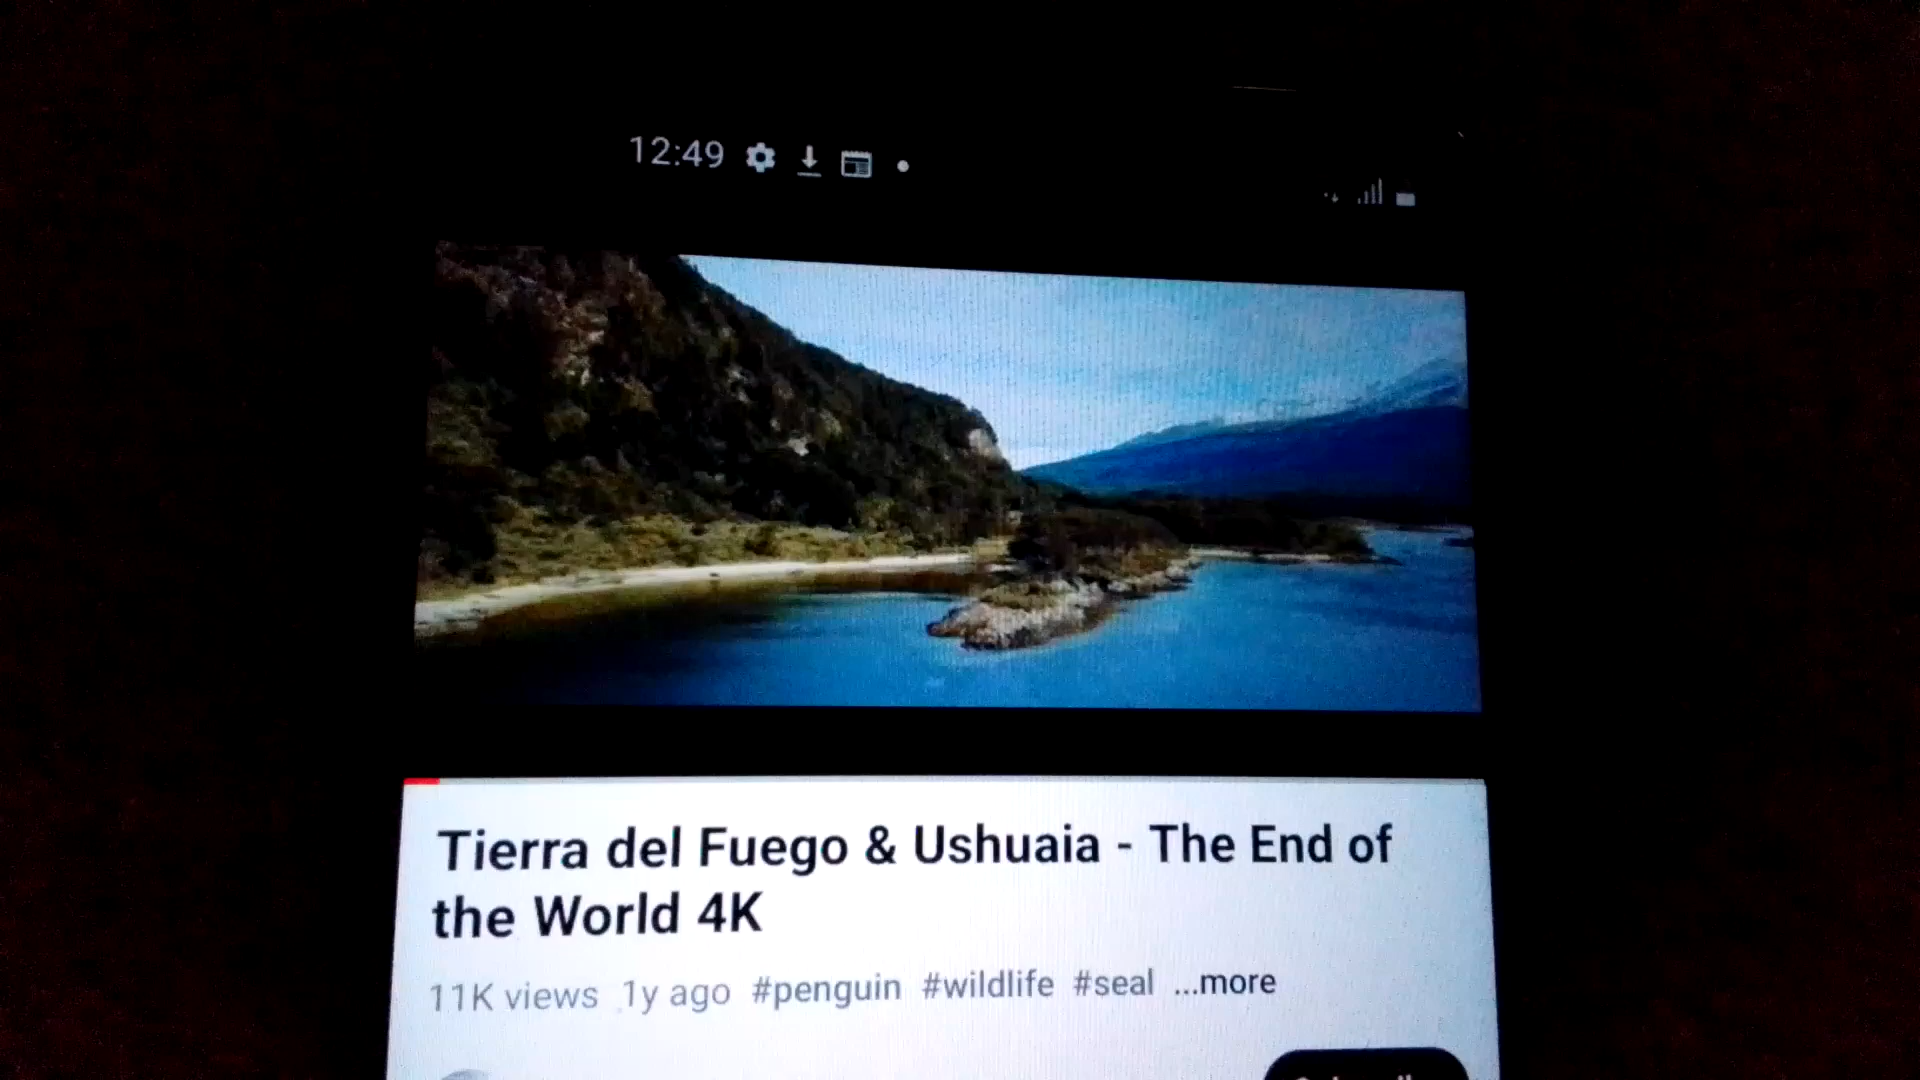 12:49
Tierra del Fuego & Ushuaia - The End of
the World 4K
11K views 1y ago #penguin #wildlife #seal ...more